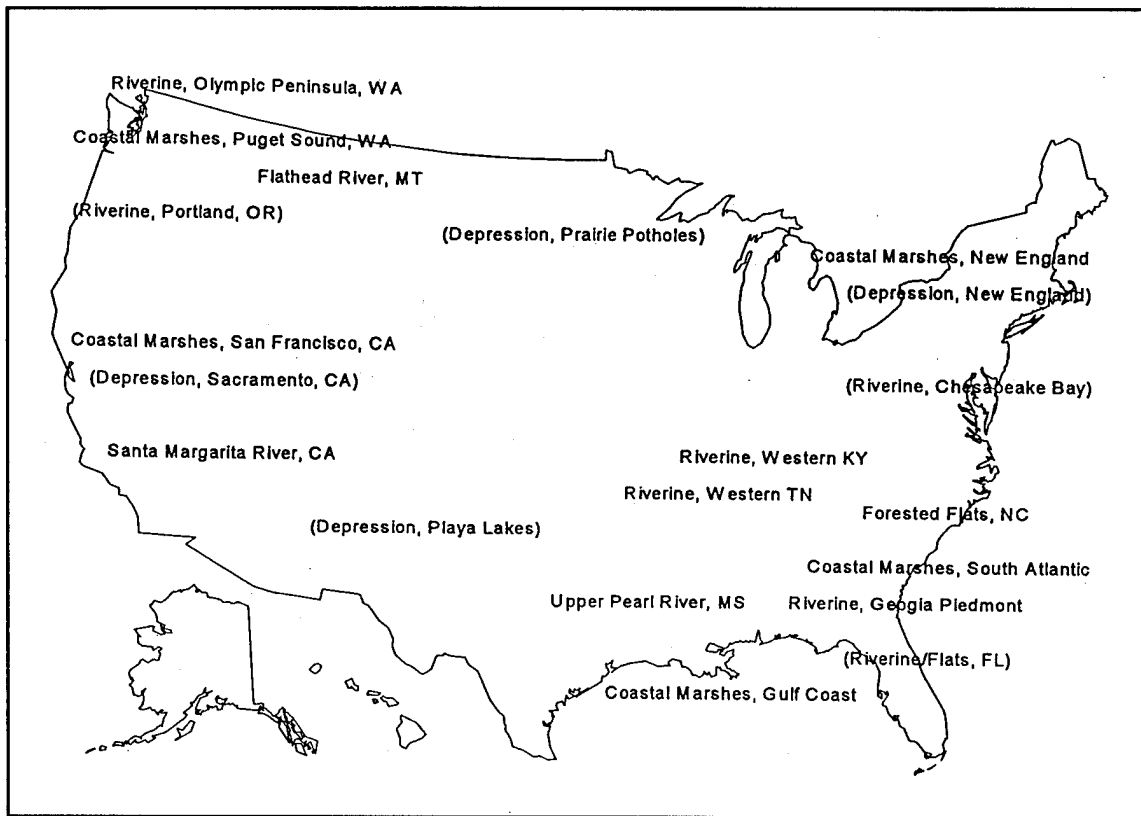 Riverine, Olympic Peninsula, WA
Coastal Marshes, Puget Sound, WA
Flathead River, MT
(Riverine, Portland, OR)
(Depression, Prairie Potholes)
Coastal Marshes, New England
(Depression, New England)
Coastal Marshes, San Francisco, CA
(Depression, Sacramento, CA)
(Riverine, Chesapeake Bay)
Santa Margarita River, CA
Riverine, Western KY
Riverine, Western TN
Forested Flats, NC
(Depression, Playa Lakes)
Coastal Marshes, South Atlantic
Upper Pearl River, MS
Riverine, Geogia Piedmont
(Riverine/Flats, FL)
Coastal Marshes, Gulf Coast